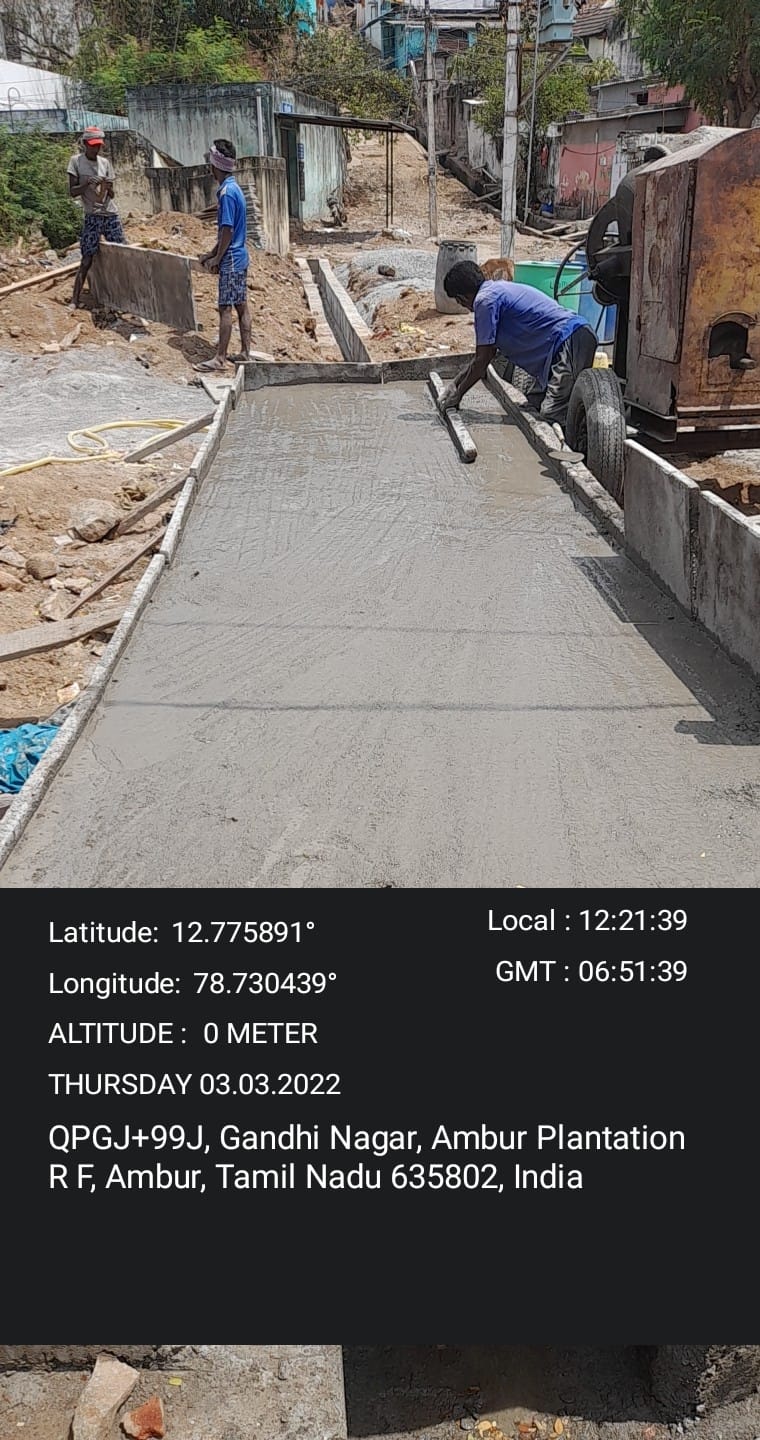 Latitude: 12.775891°
Local : 12:21:39
Longitude: 78.730439°
GMT : 06:51:39
ALTITUDE : 0 METER
THURSDAY 03.03.2022
QPGJ+99J, Gandhi Nagar, Ambur Plantation
R F, Ambur, Tamil Nadu 635802, India